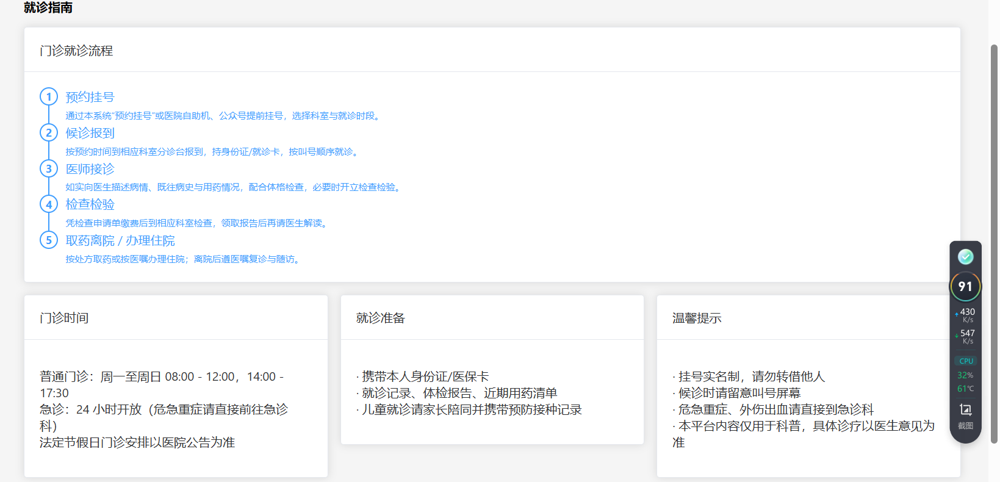 就诊指南
门诊就诊流程
1 预约挂号
通过本系统“预约挂号”或医院自助机、公众号提前挂号，选择科室与就诊时段。
2 候诊报到
按预约时间到相应科室分诊台报到，持身份证/就诊卡，按叫号顺序就诊。
3 医师接诊
如实向医生描述病情、既往病史与用药情况，配合体格检查，必要时开立检查检验。
4 检查检验
凭检查申请单缴费后到相应科室检查，领取报告后再请医生解读。
5 取药离院 / 办理住院
按处方取药或按医嘱办理住院；离院后遵医嘱复诊与随访。
门诊时间
普通门诊：周一至周日 08:00 - 12:00，14:00 -
17:30
急诊：24 小时开放（危急重症请直接前往急诊
科）
法定节假日门诊安排以医院公告为准
就诊准备
· 携带本人身份证/医保卡
· 就诊记录、体检报告、近期用药清单
· 儿童就诊请家长陪同并携带预防接种记录
温馨提示
· 挂号实名制，请勿转借他人
· 候诊时请留意叫号屏幕
· 危急重症、外伤出血请直接到急诊科
· 本平台内容仅用于科普，具体诊疗以医生意见为
准
91
430
K/s
547
K/s
CPU
32%
61℃
截图